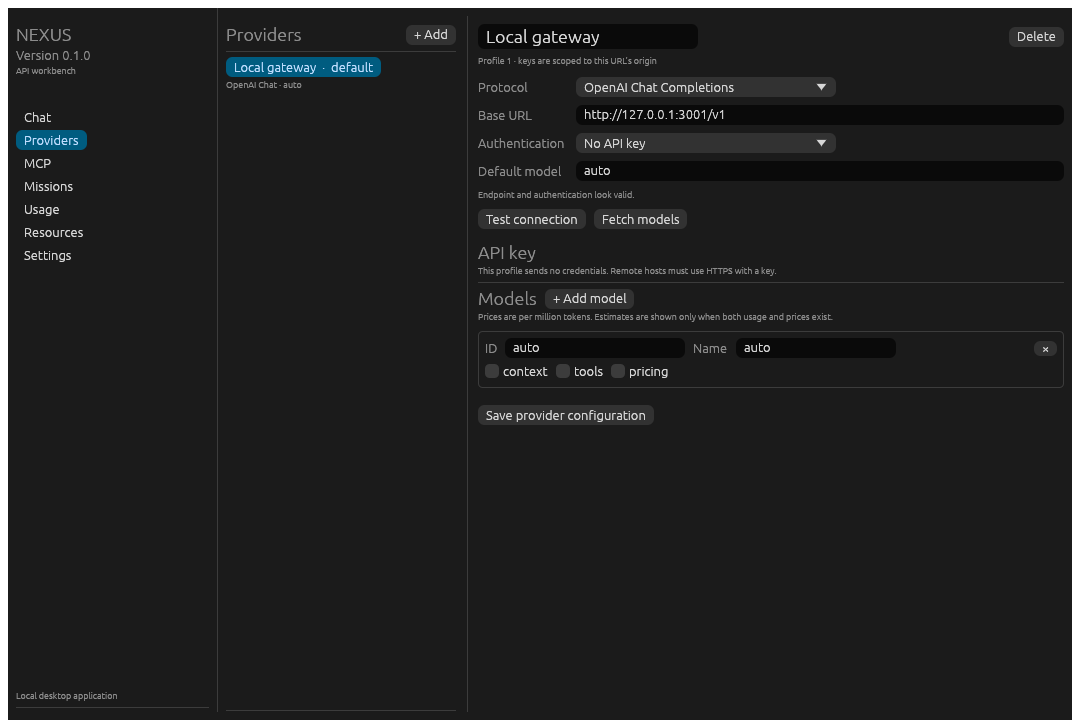 NEXUS
Version 0.1.0
API workbench
Chat
Providers
MCP
Missions
Usage
Resources
Settings
Local desktop application
Providers
+ Add
Local gateway · default
OpenAI Chat · auto
Local gateway
Delete
Profile 1 · keys are scoped to this URL's origin
Protocol OpenAI Chat Completions
Base URL http://127.0.0.1:3001/v1
Authentication No API key
Default model auto
Endpoint and authentication look valid.
Test connection Fetch models
API key
This profile sends no credentials. Remote hosts must use HTTPS with a key.
Models + Add model
Prices are per million tokens. Estimates are shown only when both usage and prices exist.
ID auto Name auto ×
context tools pricing
Save provider configuration